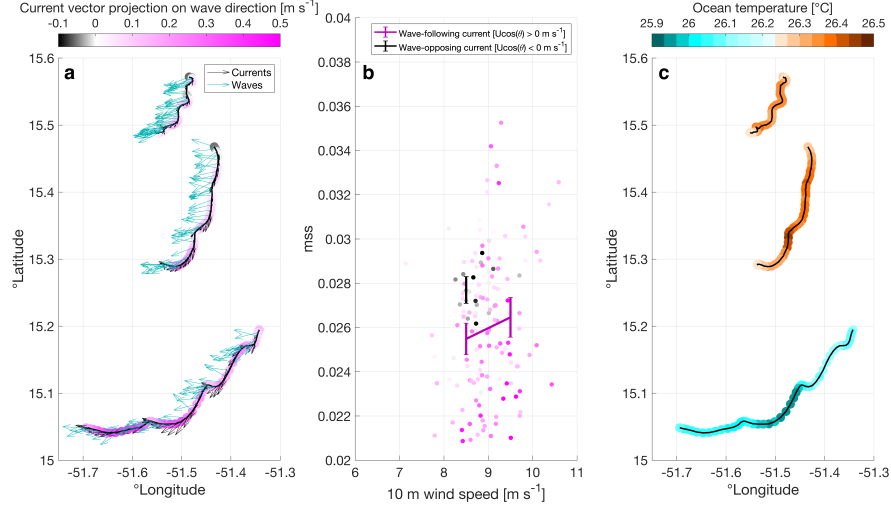 Current vector projection on wave direction [m s⁻¹]
-0.1 0 0.1 0.2 0.3 0.4 0.5
a
Currents
Waves
15.6
15.5
15.4
15.3
15.2
15.1
15
°Latitude
-51.7 -51.6 -51.5 -51.4 -51.3
°Longitude
Wave-following current [Ucos(θ) > 0 m s⁻¹]
Wave-opposing current [Ucos(θ) < 0 m s⁻¹]
b
0.04
0.038
0.036
0.034
0.032
0.03
0.028
0.026
0.024
0.022
0.02
mss
6 7 8 9 10 11
10 m wind speed [m s⁻¹]
Ocean temperature [°C]
25.9 26 26.1 26.2 26.3 26.4 26.5
c
15.6
15.5
15.4
15.3
15.2
15.1
15
°Latitude
-51.7 -51.6 -51.5 -51.4 -51.3
°Longitude